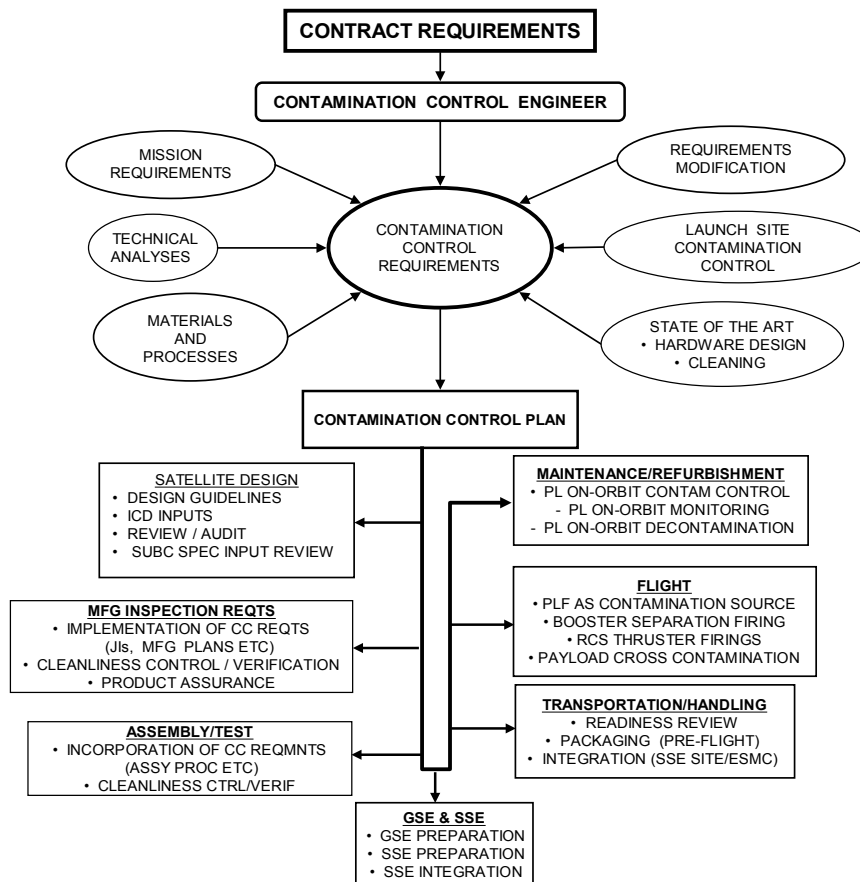 CONTRACT REQUIREMENTS
CONTAMINATION CONTROL ENGINEER
MISSION
REQUIREMENTS
REQUIREMENTS
MODIFICATION
TECHNICAL
ANALYSES
CONTAMINATION
CONTROL
REQUIREMENTS
LAUNCH SITE
CONTAMINATION
CONTROL
MATERIALS
AND
PROCESSES
STATE OF THE ART
• HARDWARE DESIGN
• CLEANING
CONTAMINATION CONTROL PLAN
SATELLITE DESIGN
• DESIGN GUIDELINES
• ICD INPUTS
• REVIEW / AUDIT
• SUBC SPEC INPUT REVIEW
MAINTENANCE/REFURBISHMENT
• PL ON-ORBIT CONTAM CONTROL
- PL ON-ORBIT MONITORING
- PL ON-ORBIT DECONTAMINATION
MFG INSPECTION REQTS
• IMPLEMENTATION OF CC REQTS
(JIs, MFG PLANS ETC)
• CLEANLINESS CONTROL / VERIFICATION
• PRODUCT ASSURANCE
FLIGHT
• PLF AS CONTAMINATION SOURCE
• BOOSTER SEPARATION FIRING
• RCS THRUSTER FIRINGS
• PAYLOAD CROSS CONTAMINATION
ASSEMBLY/TEST
• INCORPORATION OF CC REQMNTS
(ASSY PROC ETC)
• CLEANLINESS CTRL/VERIF
TRANSPORTATION/HANDLING
• READINESS REVIEW
• PACKAGING (PRE-FLIGHT)
• INTEGRATION (SSE SITE/ESMC)
GSE & SSE
• GSE PREPARATION
• SSE PREPARATION
• SSE INTEGRATION